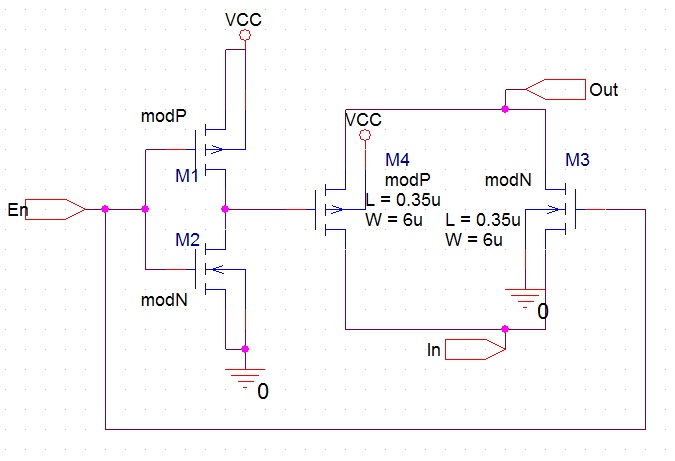 VCC
modP
M1
En
M2
modN
0
VCC
M4
modP
L = 0.35u
W = 6u
Out
M3
modN
L = 0.35u
W = 6u
0
In